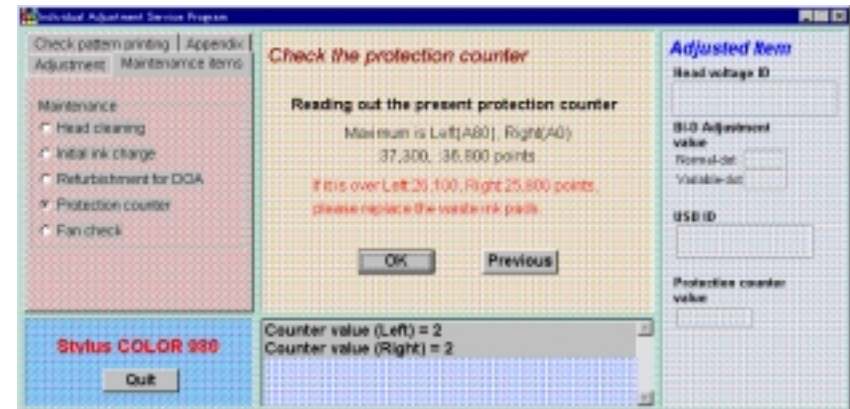 Individual Adjustment Service Program
Check pattern printing
Appendix
Adjustment
Maintenamce items
Maintenance
Head cleaning
Initial ink charge
Refurbishment for DOA
Protection counter
Fan check
Check the protection counter
Reading out the present protection counter
Maximum is Left(A80), Right(A0)
37,300, :36,800 points
If it is over Left:26,100, Right:25,800 points,
please replace the waste ink pads.
OK
Previous
Adjusted Item
Head voltage ID
BI-D Adjustment
value
Normal-dot
Variable-dot
USB ID
Protection counter
value
Stylus COLOR 980
Quit
Counter value (Left) = 2
Counter value (Right) = 2